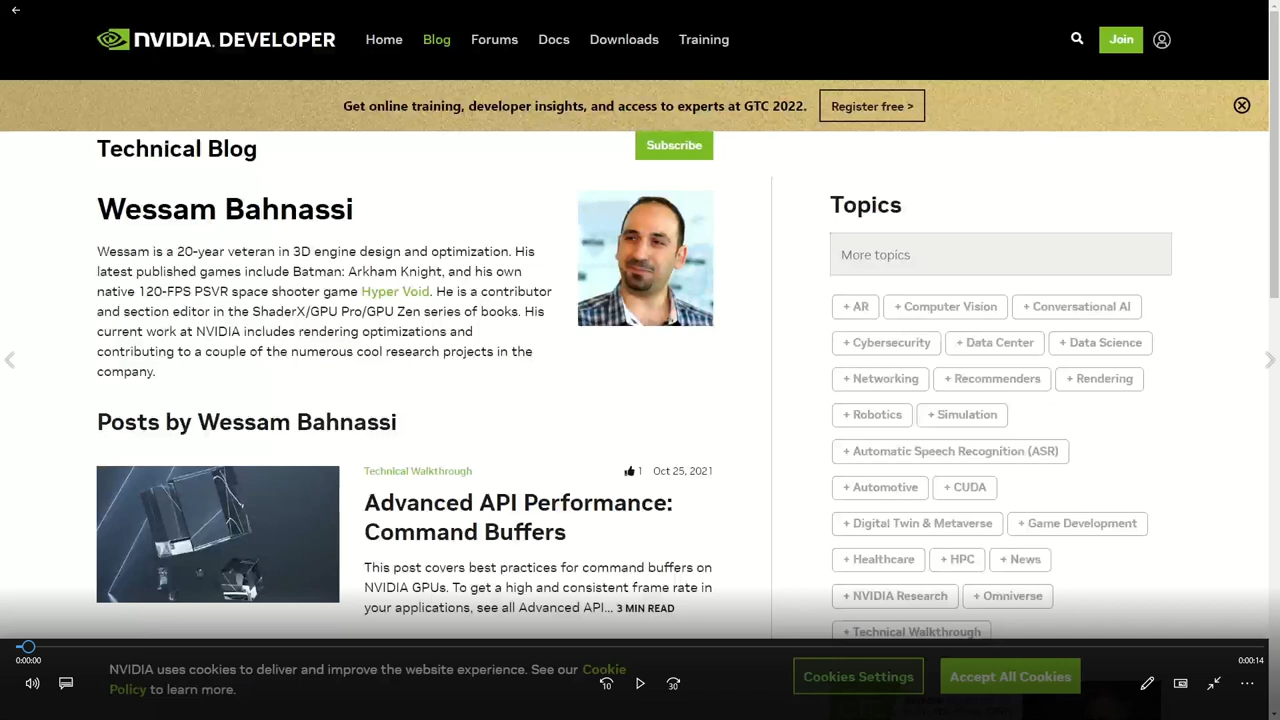 NVIDIA. DEVELOPER Home Blog Forums Docs Downloads Training Join
Get online training, developer insights, and access to experts at GTC 2022. Register free >
Technical Blog Subscribe
Wessam Bahnassi
Wessam is a 20-year veteran in 3D engine design and optimization. His
latest published games include Batman: Arkham Knight, and his own
native 120-FPS PSVR space shooter game Hyper Void. He is a contributor
and section editor in the ShaderX/GPU Pro/GPU Zen series of books. His
current work at NVIDIA includes rendering optimizations and
contributing to a couple of the numerous cool research projects in the
company.
Posts by Wessam Bahnassi
Technical Walkthrough 1 Oct 25, 2021
Advanced API Performance:
Command Buffers
This post covers best practices for command buffers on
NVIDIA GPUs. To get a high and consistent frame rate in
your applications, see all Advanced API... 3 MIN READ
Topics
More topics
+ AR + Computer Vision + Conversational AI
+ Cybersecurity + Data Center + Data Science
+ Networking + Recommenders + Rendering
+ Robotics + Simulation
+ Automatic Speech Recognition (ASR)
+ Automotive + CUDA
+ Digital Twin & Metaverse + Game Development
+ Healthcare + HPC + News
+ NVIDIA Research + Omniverse
+ Technical Walkthrough
0:00:00 0:00:14
NVIDIA uses cookies to deliver and improve the website experience. See our Cookie
Policy to learn more.
Cookies Settings Accept All Cookies
10 30